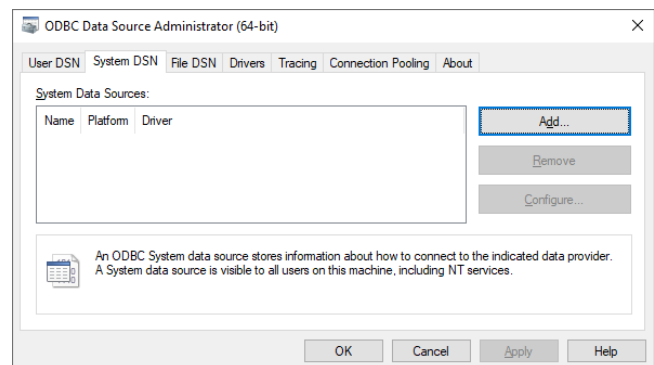 ODBC Data Source Administrator (64-bit)
User DSN System DSN File DSN Drivers Tracing Connection Pooling About
System Data Sources:
Name Platform Driver
Add...
Remove
Configure...
An ODBC System data source stores information about how to connect to the indicated data provider.
A System data source is visible to all users on this machine, including NT services.
OK Cancel Apply Help